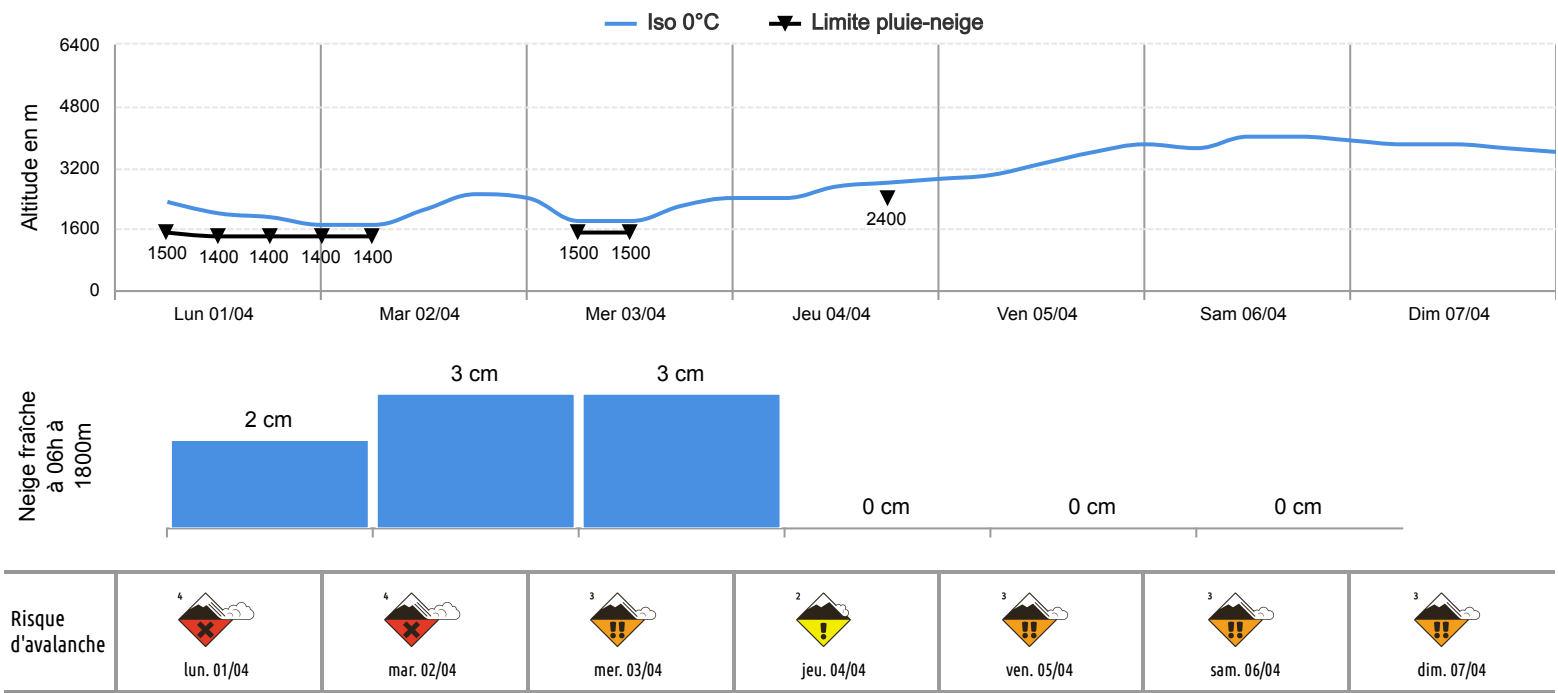 Iso 0°C
Limite pluie-neige
Altitude en m
6400
4800
3200
1600
0
1500
1400
1400
1400
1400
1500
1500
2400
Lun 01/04
Mar 02/04
Mer 03/04
Jeu 04/04
Ven 05/04
Sam 06/04
Dim 07/04
Neige fraîche
à 06h à
1800m
2 cm
3 cm
3 cm
0 cm
0 cm
0 cm
Risque
d'avalanche
4
lun. 01/04
4
mar. 02/04
3
mer. 03/04
2
jeu. 04/04
3
ven. 05/04
3
sam. 06/04
3
dim. 07/04